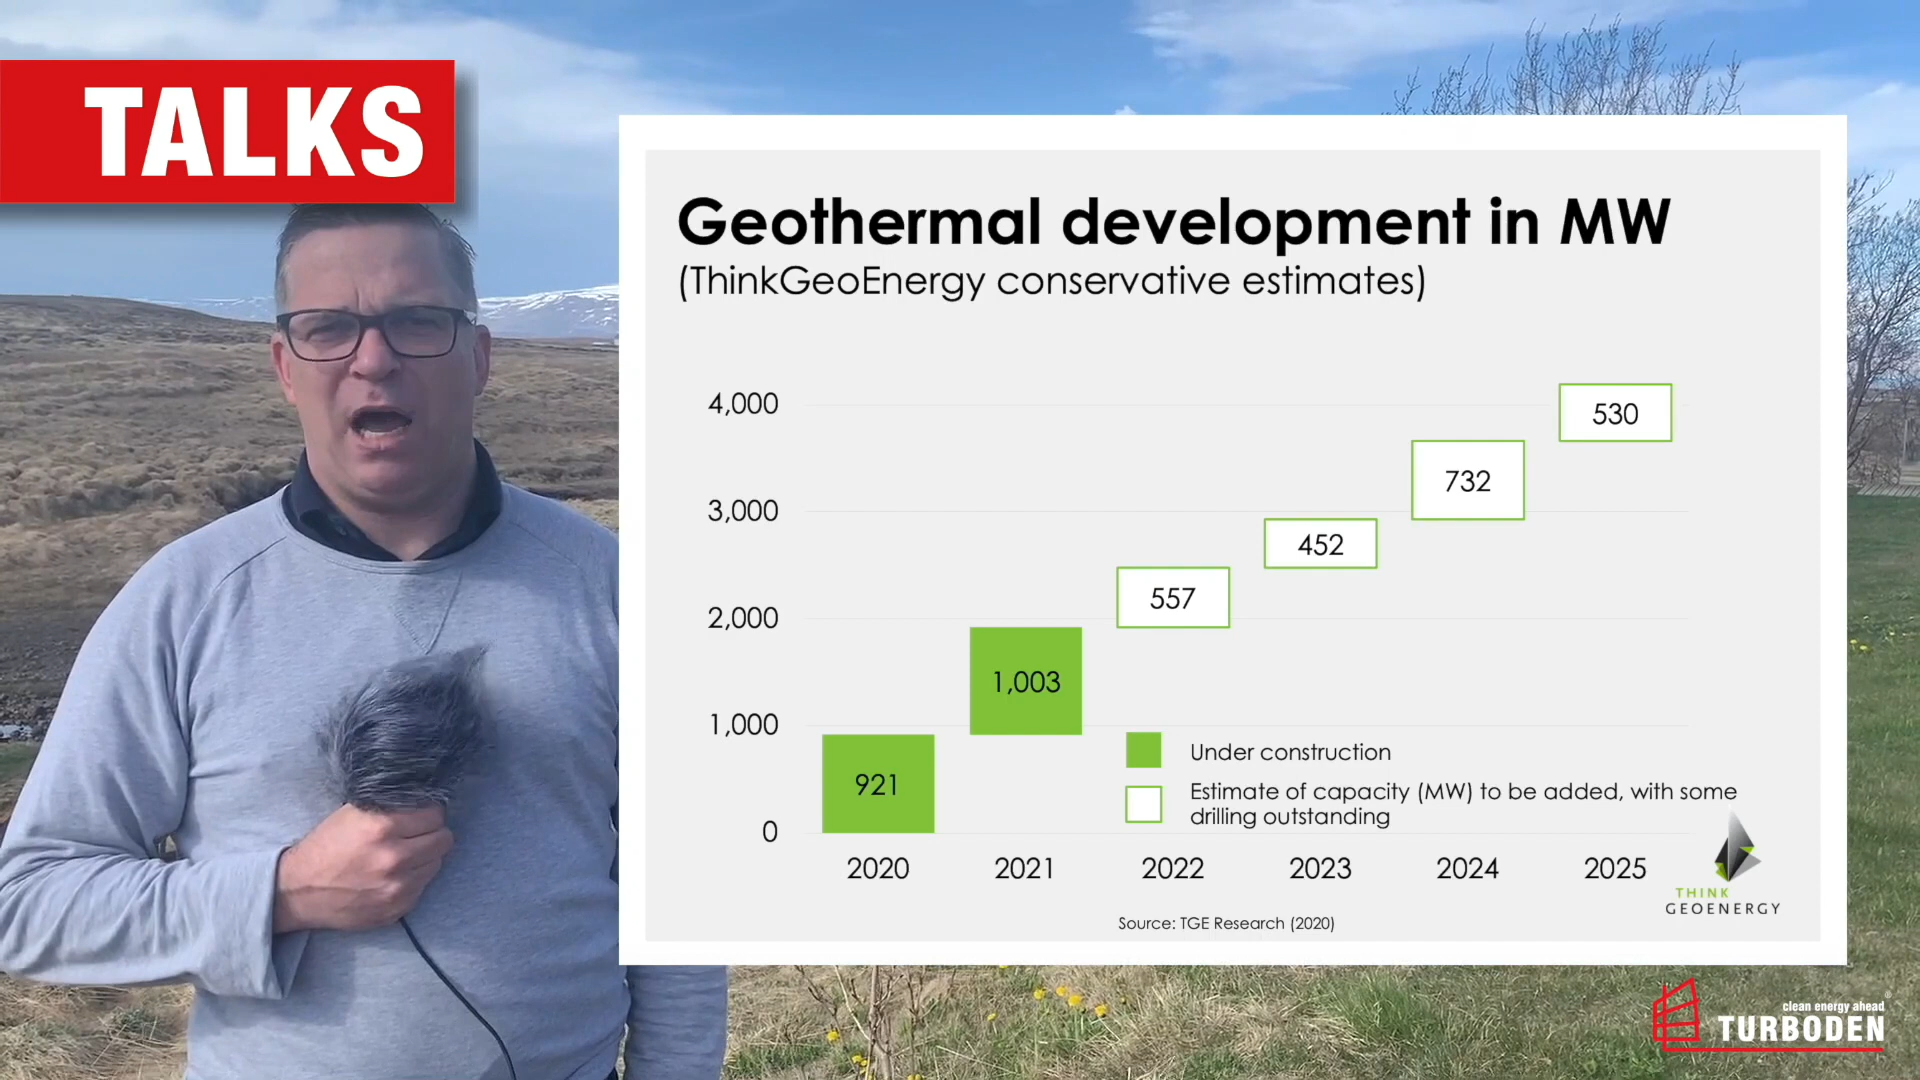 TALKS
Geothermal development in MW
(ThinkGeoEnergy conservative estimates)
4,000
3,000
2,000
1,000
0
921
1,003
557
452
732
530
Under construction
Estimate of capacity (MW) to be added, with some
drilling outstanding
2020 2021 2022 2023 2024 2025
THINK
GEOENERGY
Source: TGE Research (2020)
clean energy ahead
TURBODEN